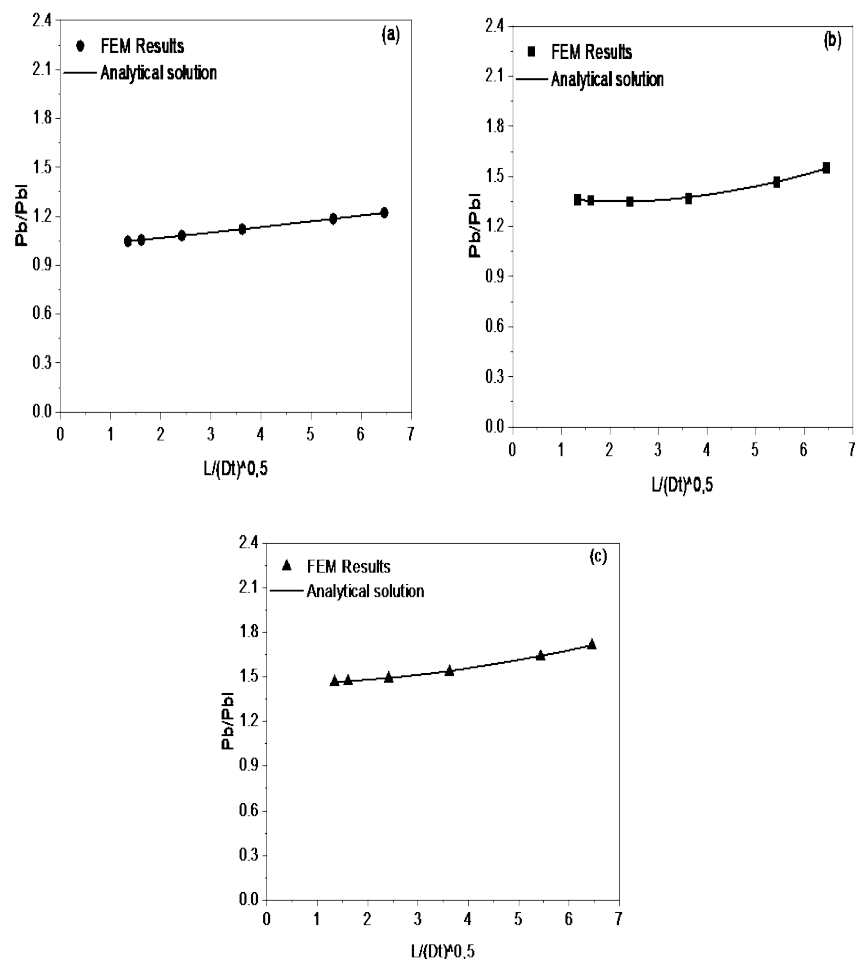 (a)
FEM Results
Analytical solution
2.4
2.1
1.8
1.5
1.2
0.9
0.6
0.3
0.0
Pb/PbI
0 1 2 3 4 5 6 7
L/(Dt)^0,5
(b)
FEM Results
Analytical solution
2.4
2.1
1.8
1.5
1.2
0.9
0.6
0.3
0.0
Pb/PbI
0 1 2 3 4 5 6 7
L/(Dt)^0,5
(c)
FEM Results
Analytical solution
2.4
2.1
1.8
1.5
1.2
0.9
0.6
0.3
0.0
Pb/PbI
0 1 2 3 4 5 6 7
L/(Dt)^0,5